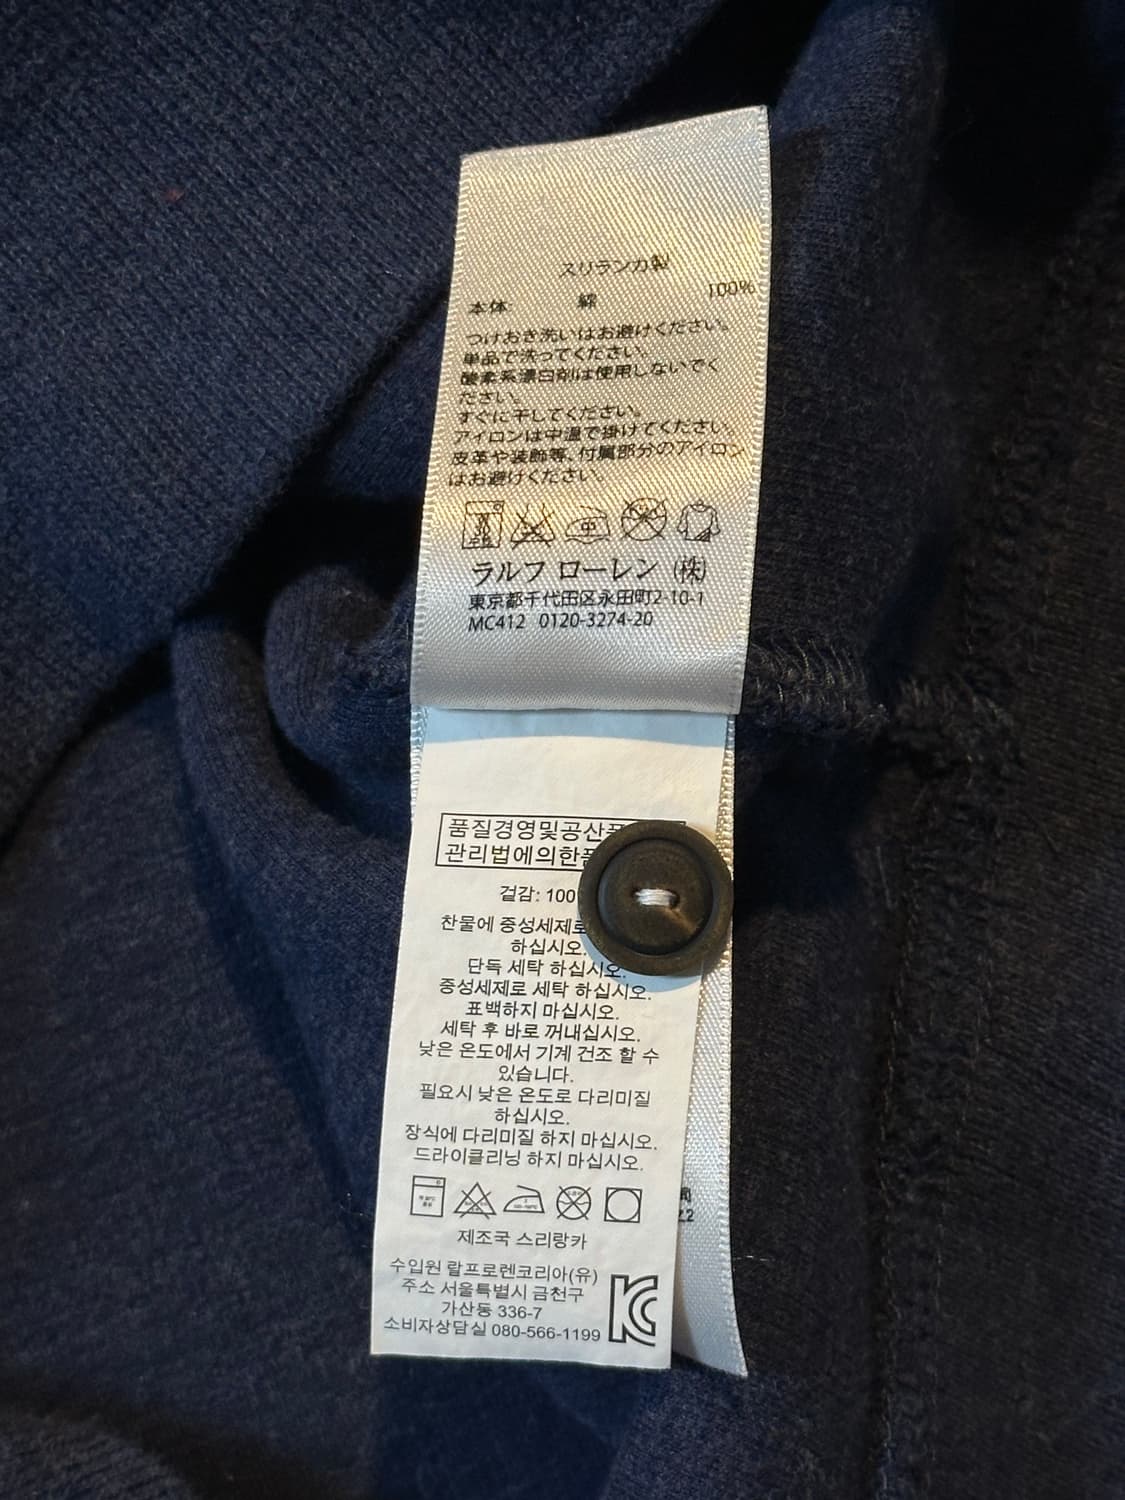 スリランカ製
本体 綿 100%
つけおき洗いはお避けください。
単品で洗ってください。
酸素系漂白剤は使用しないでく
ださい。
すぐに干してください。
アイロンは中温で掛けてください。
皮革や装飾等、付属部分のアイロン
はお避けください。
中
ラルフ ローレン (株)
東京都千代田区永田町2-10-1
MC412 0120-3274-20
품질경영및공산품
관리법에의한품
겉감: 100
찬물에 중성세제로
하십시오.
단독 세탁 하십시오.
중성세제로 세탁 하십시오.
표백하지 마십시오.
세탁 후 바로 꺼내십시오.
낮은 온도에서 기계 건조 할 수
있습니다.
필요시 낮은 온도로 다리미질
하십시오.
장식에 다리미질 하지 마십시오.
드라이클리닝 하지 마십시오.
제조국 스리랑카
수입원 랄프로렌코리아(유)
주소 서울특별시 금천구
가산동 336-7
소비자상담실 080-566-1199